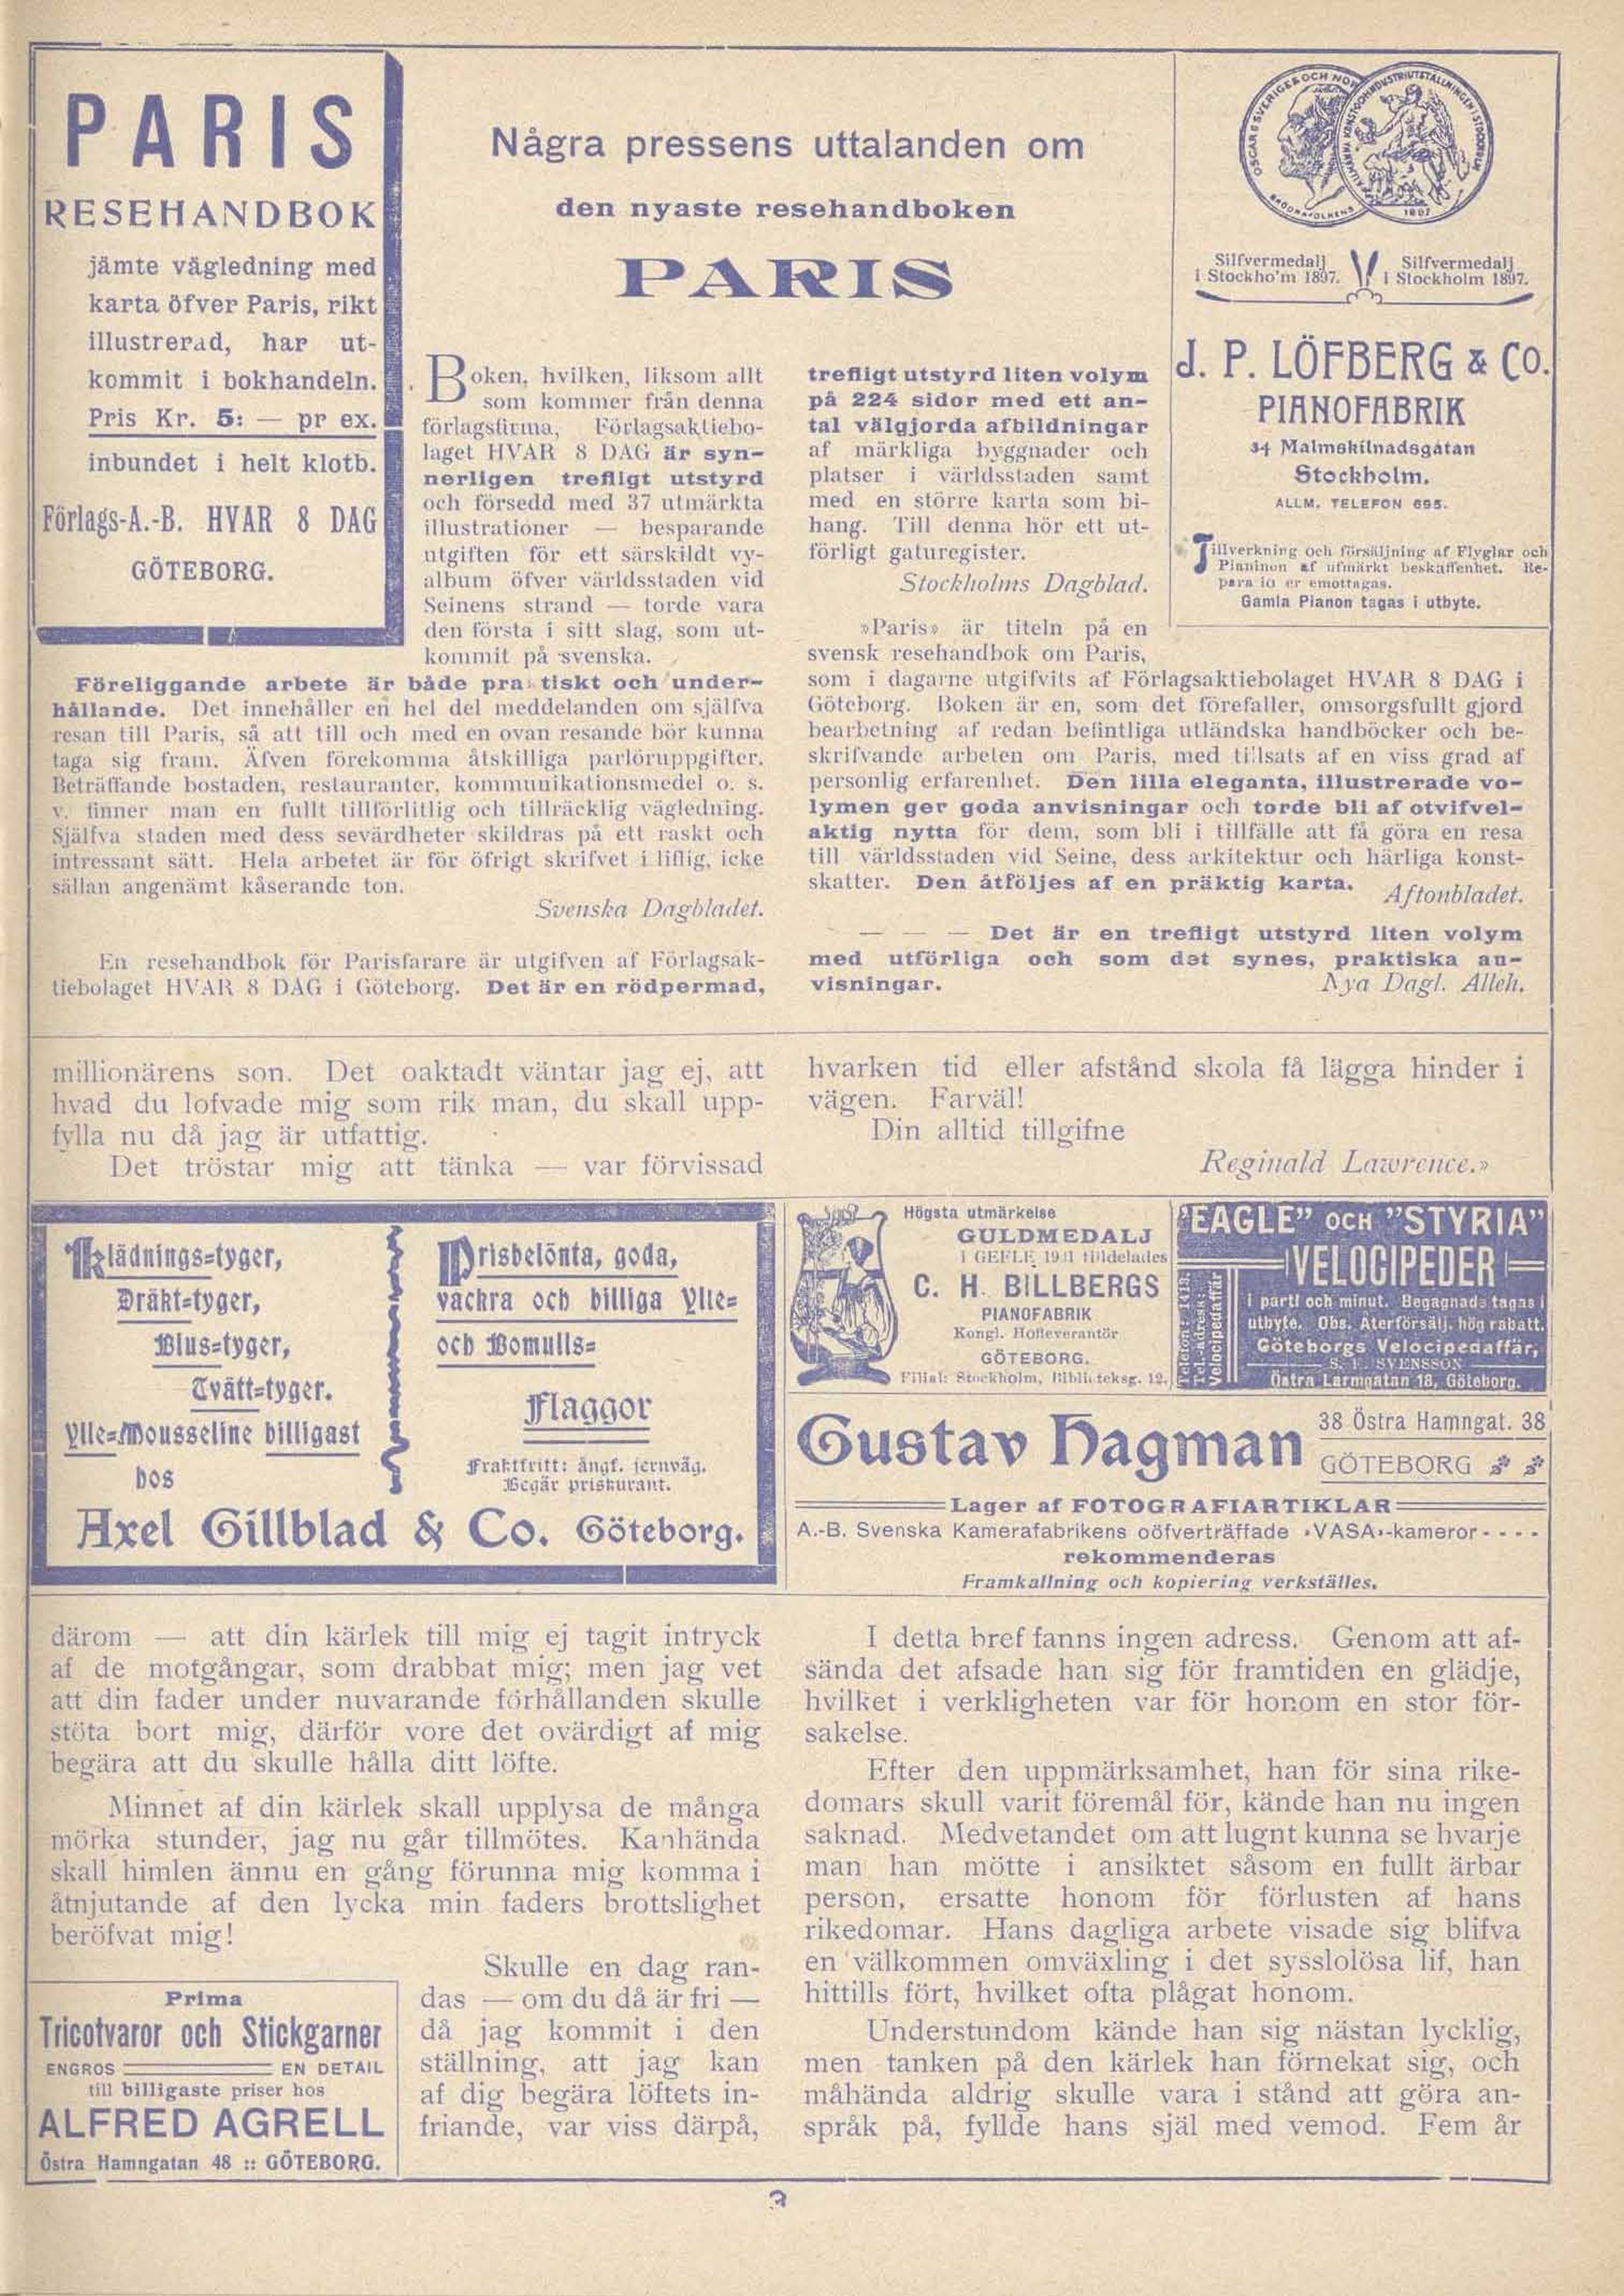 PARIS
RESEHANDBOK
jämte vägledning med
karta öfver Paris, rikt
illustrerad, har ut-
kommit i bokhandeln.
Pris Kr. 5: — pr ex.
inbundet i helt klotb.
Förlags-A.-B. HVAR 8 DAG
GÖTEBORG.
Några pressens uttalanden om
den nyaste resehandboken
PARIS
Boken, hvilken, liksom allt
som kommer från denna
förlagsfirma, Förlagsaktiebo-
laget HVAR 8 DAG är syn-
nerligen trefligt utstyrd
och försedd med 37 utmärkta
illustrationer — besparande
utgiften för ett särskildt vy-
album öfver världsstaden vid
Seinens strand — torde vara
den första i sitt slag, som ut-
kommit på svenska.
Föreliggande arbete är både praktiskt och under-
hållande. Det innehåller en hel del meddelanden om själfva
resan till Paris, så att till och med en ovan resande bör kunna
taga sig fram. Äfven förekomma åtskilliga parlöruppgifter.
Beträffande bostaden, restauranter, kommunikationsmedel o. s.
v. finner man en fullt tillförlitlig och tillräcklig vägledning.
Själfva staden med dess sevärdheter skildras på ett raskt och
intressant sätt. Hela arbetet är för öfrigt skrifvet i liflig, icke
sällan angenämt kåserande ton.
Svenska Dagbladet.
En resehandbok för Parisfarare är utgifven af Förlagsak-
tiebolaget HVAR 8 DAG i Göteborg. Det är en rödpermad,
trefligt utstyrd liten volym
på 224 sidor med ett an-
tal välgjorda afbildningar
af märkliga byggnader och
platser i världsstaden samt
med en större karta som bi-
hang. Till denna hör ett ut-
förligt gaturegister.
Stockholms Dagblad.
»Paris» är titeln på en
svensk resehandbok om Paris,
som i dagarne utgifvits af Förlagsaktiebolaget HVAR 8 DAG i
Göteborg. Boken är en, som det förefaller, omsorgsfullt gjord
bearbetning af redan befintliga utländska handböcker och be-
skrifvande arbeten om Paris, med tillsats af en viss grad af
personlig erfarenhet. Den lilla eleganta, illustrerade vo-
lymen ger goda anvisningar och torde bli af otvifvel-
aktig nytta för dem, som bli i tillfälle att få göra en resa
till världsstaden vid Seine, dess arkitektur och härliga konst-
skatter. Den åtföljes af en präktig karta.
Aftonbladet.
— — — Det är en trefligt utstyrd liten volym
med utförliga och som det synes, praktiska an-
visningar.
Nya Dagl. Alleh.
OSCAR II SVERIGES OCH NOR
BRÖDRAFOLKENS
ALLMÄNNA KONST OCH INDUSTRIUTSTÄLLNINGEN I STOCKHOLM
1897
Silfvermedalj
i Stockho'm 1897.
Silfvermedalj
i Stockholm 1897.
J. P. LÖFBERG & CO.
PIANOFABRIK
34 Malmskilnadsgatan
Stockholm.
ALLM. TELEFON 695.
Tillverkning och försäljning af Flyglar och
Pianinon af utmärkt beskaffenhet. Re-
para io er emottagas.
Gamla Pianon tagas i utbyte.
millionärens son. Det oaktadt väntar jag ej, att
hvad du lofvade mig som rik man, du skall upp-
fylla nu då jag är utfattig.
Det tröstar mig att tänka — var förvissad
hvarken tid eller afstånd skola få lägga hinder i
vägen. Farväl!
Din alltid tillgifne
Reginald Lawrence.»
Klädnings-tyger,
Dräkt-tyger,
Blus-tyger,
Tvätt-tyger.
Ylle-Mousseline billigast
hos
Prisbelönta, goda,
vackra och billiga Ylle-
och Bomulls-
Flaggor
Fraktfritt: ångf. jernväg.
Begär priskurant.
Axel Gillblad & Co. Göteborg.
Högsta utmärkelse
GULDMEDALJ
i GEFLE 1901 tilldelades
C. H. BILLBERGS
PIANOFABRIK
Kongl. Hofleverantör
GÖTEBORG.
Filial: Stockholm, Biblioteksg. 12.
"EAGLE" OCH "STYRIA"
VELOCIPEDER
Telefon: 1413.
Tel.-adress:
Velocipedaffär
i parti och minut. Begagnade tagas i
utbyte. Obs. Återförsälj. hög rabatt.
Göteborgs Velocipedaffär,
S. F. SVENSSON
Östra Larmgatan 18, Göteborg.
Gustav Hagman
38 Östra Hamngat. 38
GÖTEBORG
Lager af FOTOGRAFIARTIKLAR
A.-B. Svenska Kamerafabrikens oöfverträffade »VASA»-kameror - - - -
rekommenderas
Framkallning och kopiering verkställes.
därom — att din kärlek till mig ej tagit intryck
af de motgångar, som drabbat mig; men jag vet
att din fader under nuvarande förhållanden skulle
stöta bort mig, därför vore det ovärdigt af mig
begära att du skulle hålla ditt löfte.
Minnet af din kärlek skall upplysa de många
mörka stunder, jag nu går tillmötes. Kanhända
skall himlen ännu en gång förunna mig komma i
åtnjutande af den lycka min faders brottslighet
beröfvat mig!
Skulle en dag ran-
das — om du då är fri —
då jag kommit i den
ställning, att jag kan
af dig begära löftets in-
friande, var viss därpå,
Prima
Tricotvaror och Stickgarner
ENGROS EN DETAIL
till billigaste priser hos
ALFRED AGRELL
Östra Hamngatan 48 :: GÖTEBORG.
I detta bref fanns ingen adress. Genom att af-
sända det afsade han sig för framtiden en glädje,
hvilket i verkligheten var för honom en stor för-
sakelse.
Efter den uppmärksamhet, han för sina rike-
domars skull varit föremål för, kände han nu ingen
saknad. Medvetandet om att lugnt kunna se hvarje
man han mötte i ansiktet såsom en fullt ärbar
person, ersatte honom för förlusten af hans
rikedomar. Hans dagliga arbete visade sig blifva
en välkommen omväxling i det sysslolösa lif, han
hittills fört, hvilket ofta plågat honom.
Understundom kände han sig nästan lycklig,
men tanken på den kärlek han förnekat sig, och
måhända aldrig skulle vara i stånd att göra an-
språk på, fyllde hans själ med vemod. Fem år
3